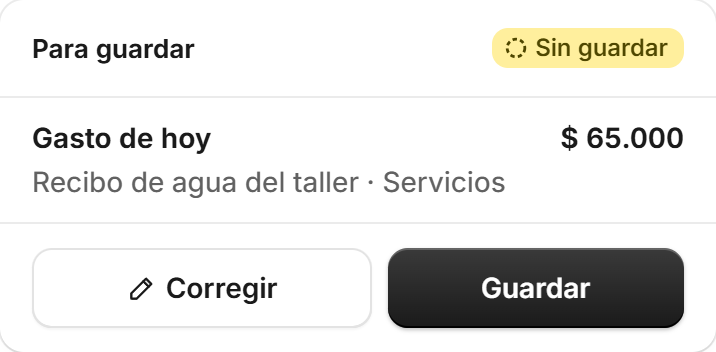 Para guardar
Sin guardar
Gasto de hoy
$ 65.000
Recibo de agua del taller · Servicios
Corregir
Guardar